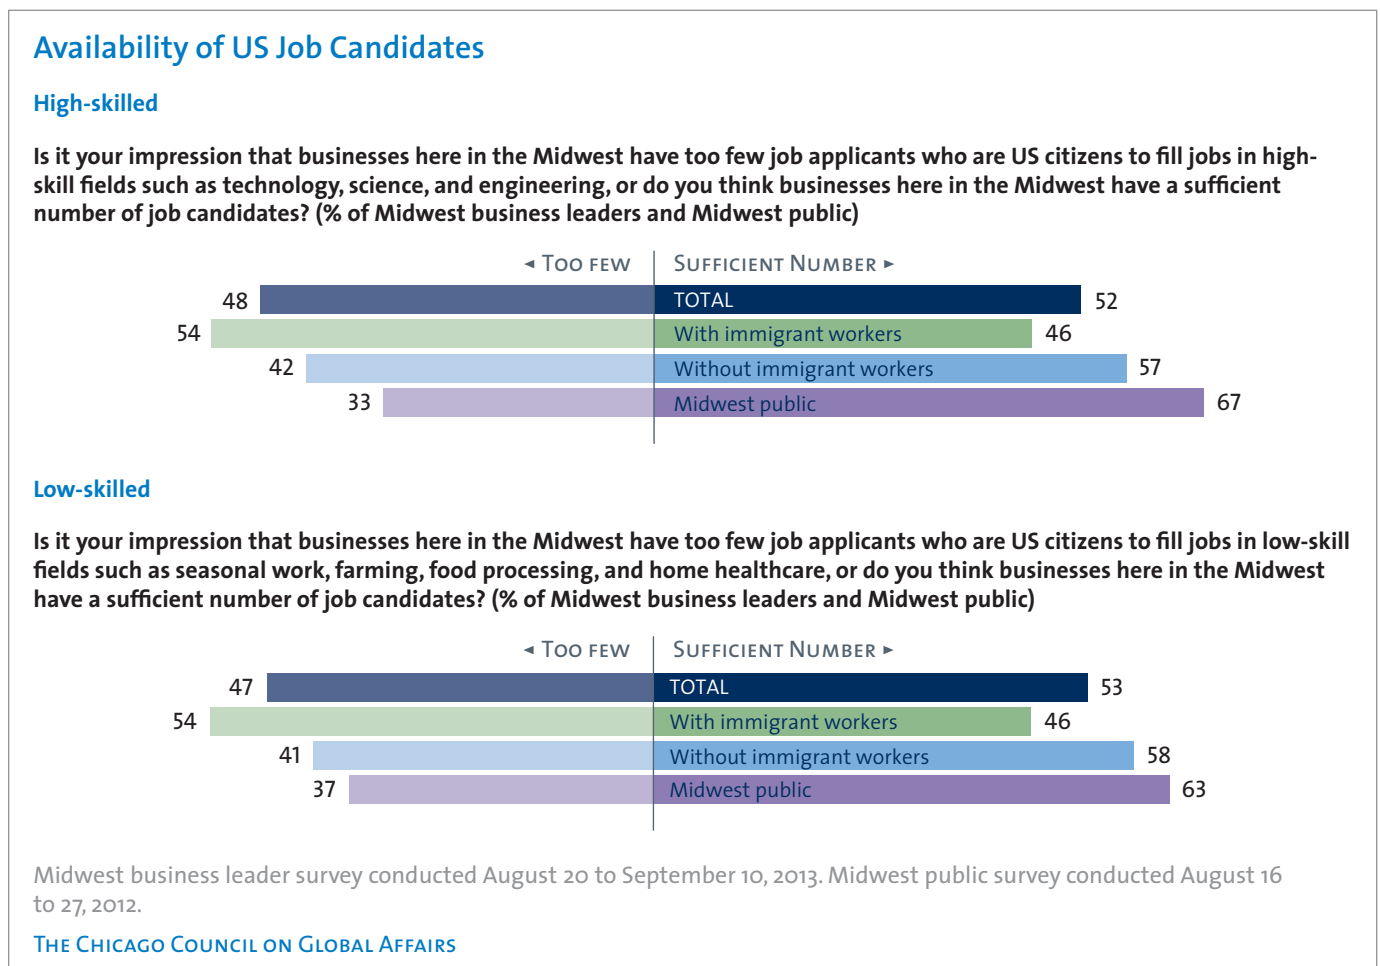 Availability of US Job Candidates
High-skilled
Is it your impression that businesses here in the Midwest have too few job applicants who are US citizens to fill jobs in high-
skill fields such as technology, science, and engineering, or do you think businesses here in the Midwest have a sufficient
number of job candidates? (% of Midwest business leaders and Midwest public)
◄ Too few Sufficient Number ►
48 TOTAL 52
54 With immigrant workers 46
42 Without immigrant workers 57
33 Midwest public 67
Low-skilled
Is it your impression that businesses here in the Midwest have too few job applicants who are US citizens to fill jobs in low-skill
fields such as seasonal work, farming, food processing, and home healthcare, or do you think businesses here in the Midwest
have a sufficient number of job candidates? (% of Midwest business leaders and Midwest public)
◄ Too few Sufficient Number ►
47 TOTAL 53
54 With immigrant workers 46
41 Without immigrant workers 58
37 Midwest public 63
Midwest business leader survey conducted August 20 to September 10, 2013. Midwest public survey conducted August 16
to 27, 2012.
The Chicago Council on Global Affairs